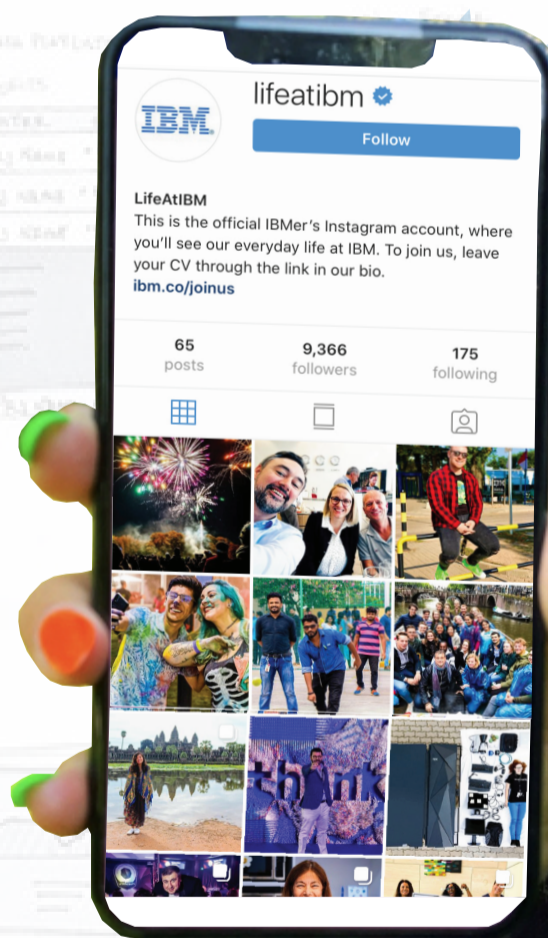 IBM.
lifeatibm
Follow
LifeAtIBM
This is the official IBMer's Instagram account, where
you'll see our everyday life at IBM. To join us, leave
your CV through the link in our bio.
ibm.co/joinus
65
posts
9,366
followers
175
following
IBM
think